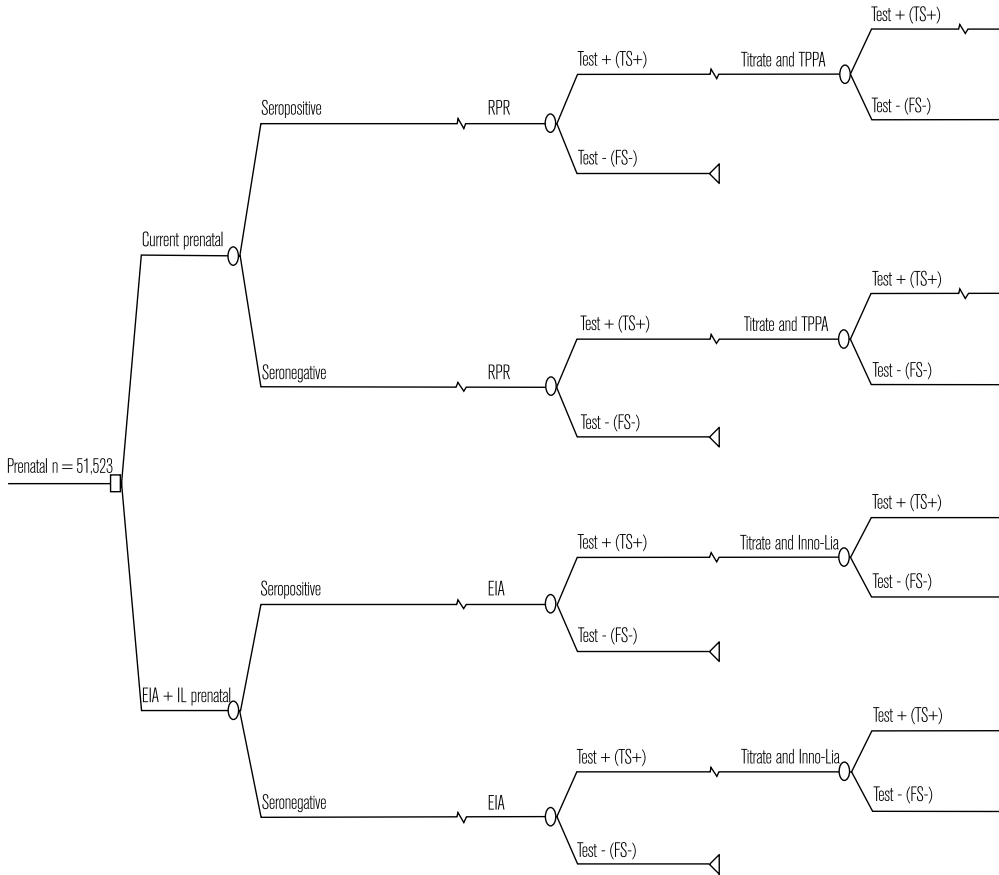 Test + (TS+)
Test + (TS+)
Titrate and TPPA
Seropositive
RPR
Test - (FS-)
Test - (FS-)
Current prenatal
Test + (TS+)
Test + (TS+)
Titrate and TPPA
Seronegative
RPR
Test - (FS-)
Test - (FS-)
Prenatal n = 51,523
Test + (TS+)
Test + (TS+)
Titrate and Inno-Lia
Seropositive
EIA
Test - (FS-)
Test - (FS-)
EIA + IL prenatal
Test + (TS+)
Test + (TS+)
Titrate and Inno-Lia
Seronegative
EIA
Test - (FS-)
Test - (FS-)